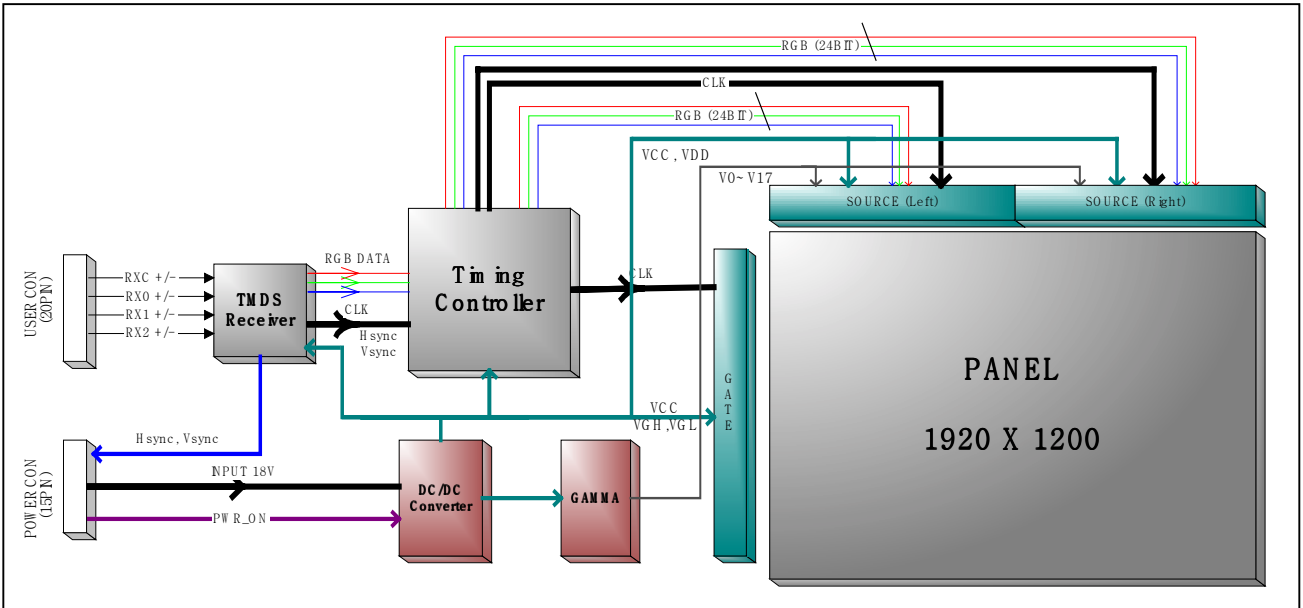 RGB (24BIT)
CLK
RGB (24BIT)
VCC, VDD
V0~ V17
SOURCE (Left)
SOURCE (Right)
USER CON
(20PIN)
RXC +/-
RX0 +/-
RX1 +/-
RX2 +/-
TMDS
Receiver
RGB DATA
CLK
Hsync
Vsync
Timing
Controller
CLK
GATE
PANEL
1920 X 1200
VCC
VGH,VGL
POWER CON
(15PIN)
Hsync, Vsync
INPUT 18V
PWR_ON
DC/DC
Converter
GAMMA